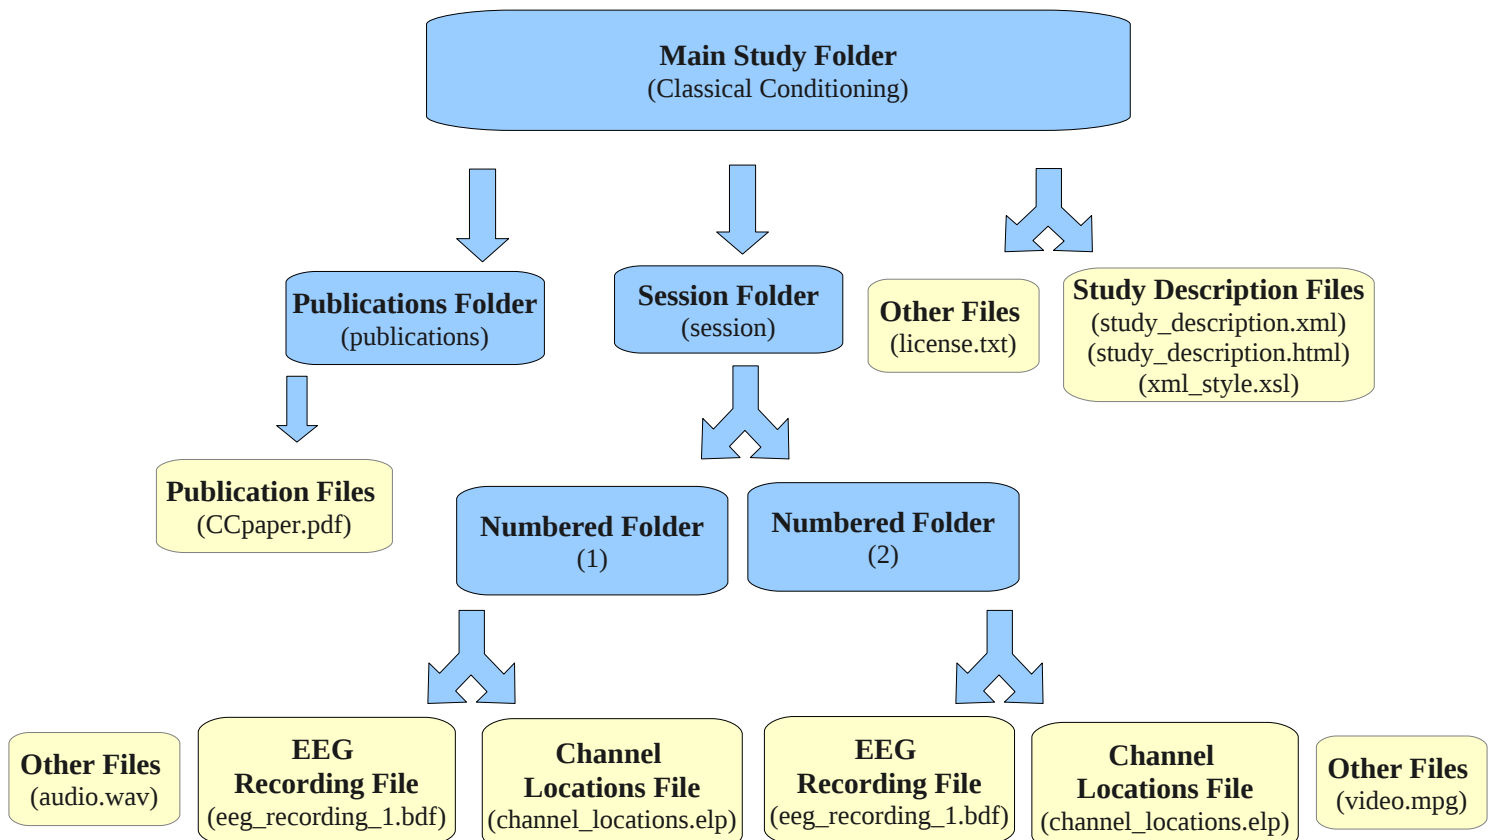 Main Study Folder
(Classical Conditioning)
Publications Folder
(publications)
Session Folder
(session)
Other Files
(license.txt)
Study Description Files
(study_description.xml)
(study_description.html)
(xml_style.xsl)
Publication Files
(CCpaper.pdf)
Numbered Folder
(1)
Numbered Folder
(2)
Other Files
(audio.wav)
EEG
Recording File
(eeg_recording_1.bdf)
Channel
Locations File
(channel_locations.elp)
EEG
Recording File
(eeg_recording_1.bdf)
Channel
Locations File
(channel_locations.elp)
Other Files
(video.mpg)